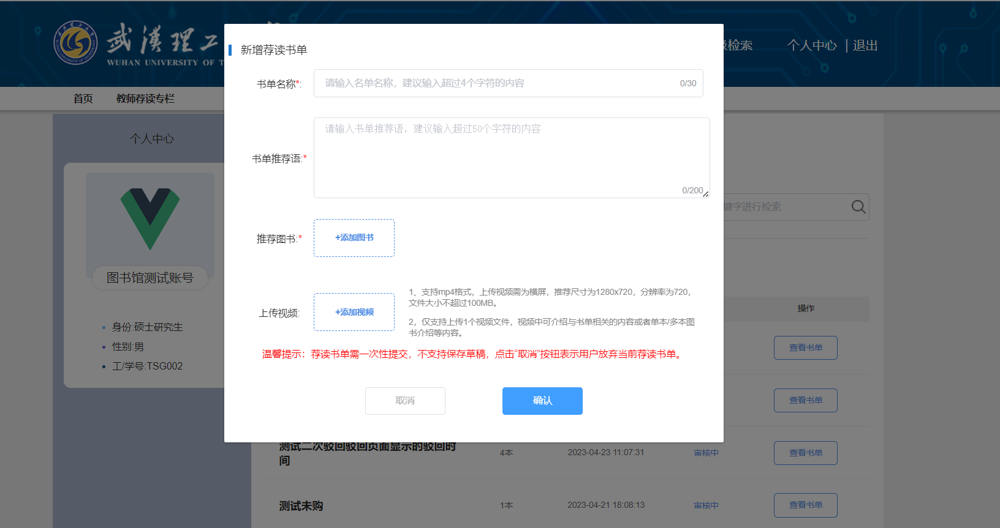 武漢理工
WUHAN UNIVERSITY OF T
级检索
个人中心
退出
首页
教师荐读专栏
个人中心
图书馆测试账号
身份:硕士研究生
性别:男
工/学号:TSG002
新增荐读书单
书单名称*:
请输入名单名称，建议输入超过4个字符的内容
0/30
书单推荐语:*
请输入书单推荐语，建议输入超过50个字符的内容
0/200
推荐图书:*
+添加图书
上传视频:
+添加视频
1、支持mp4格式，上传视频需为横屏，推荐尺寸为1280x720，分辨率为720，
文件大小不超过100MB。
2，仅支持上传1个视频文件，视频中可介绍与书单相关的内容或者单本/多本图
书介绍等内容。
温馨提示：荐读书单需一次性提交，不支持保存草稿，点击“取消”按钮表示用户放弃当前荐读书单。
取消
确认
键字进行检索
操作
查看书单
查看书单
测试二次驳回驳回页面显示的驳回时
间
4本
2023-04-23 11:07:31
审核中
查看书单
测试未购
1本
2023-04-21 18:08:13
审核中
查看书单